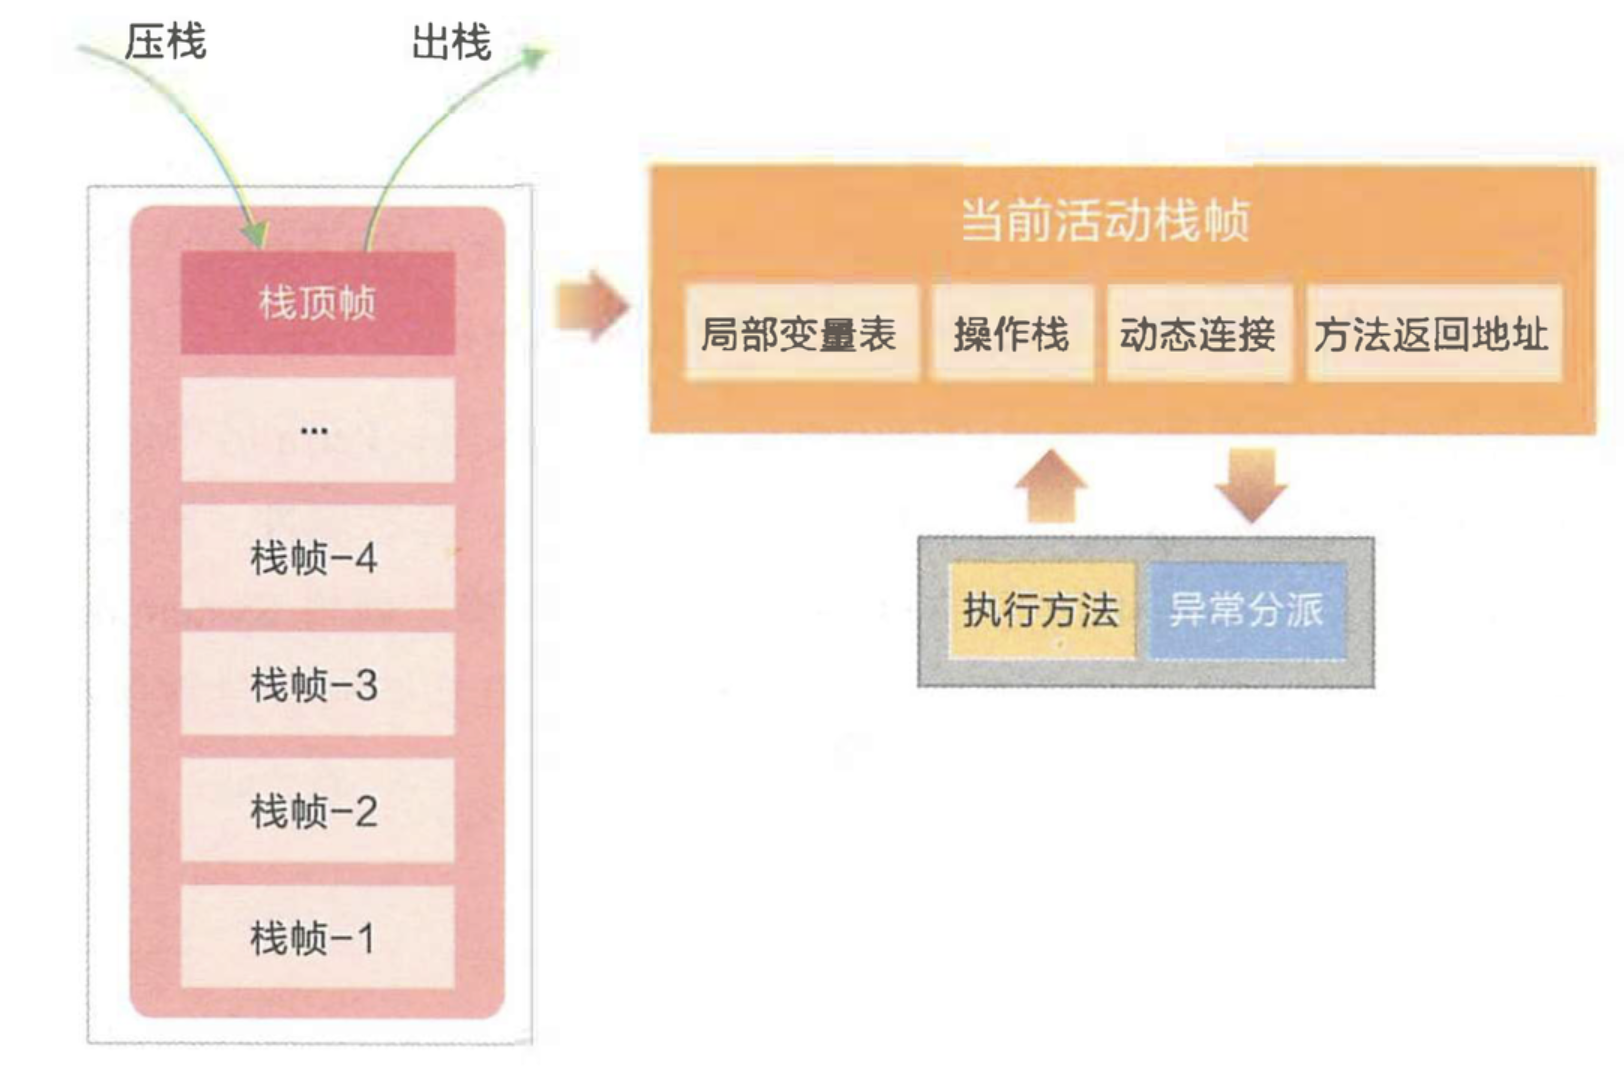 压栈
出栈
栈顶帧
...
栈帧-4
栈帧-3
栈帧-2
栈帧-1
当前活动栈帧
局部变量表
操作栈
动态连接
方法返回地址
执行方法
异常分派